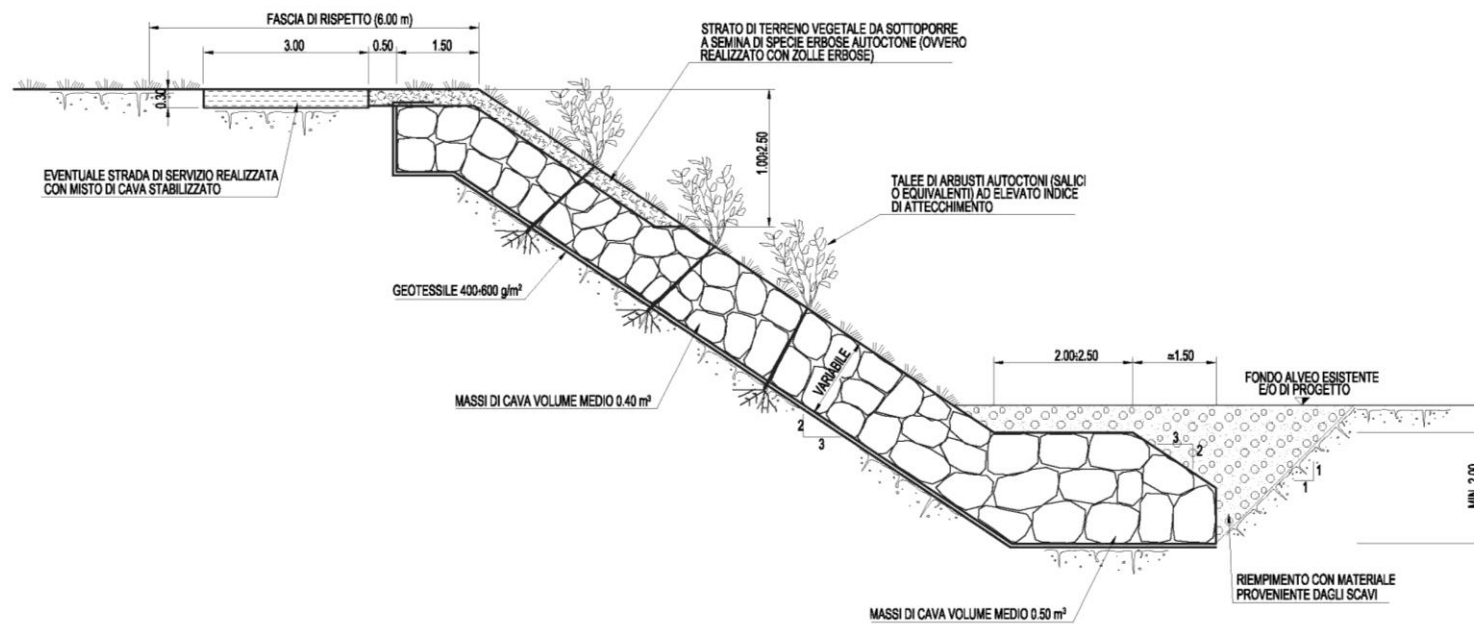 FASCIA DI RISPETTO (6.00 m)
3.00
0.50
1.50
STRATO DI TERRENO VEGETALE DA SOTTOPORRE
A SEMINA DI SPECIE ERBOSE AUTOCTONE (OVVERO
REALIZZATO CON ZOLLE ERBOSE)
0.30
1.00÷2.50
EVENTUALE STRADA DI SERVIZIO REALIZZATA
CON MISTO DI CAVA STABILIZZATO
TALEE DI ARBUSTI AUTOCTONI (SALICI
O EQUIVALENTI) AD ELEVATO INDICE
DI ATTECCHIMENTO
GEOTESSILE 400÷600 g/m²
2.00÷2.50
≃1.50
FONDO ALVEO ESISTENTE
E/O DI PROGETTO
VARIABILE
MASSI DI CAVA VOLUME MEDIO 0.40 m³
2
3
3
2
1
1
MIN. 2.00
RIEMPIMENTO CON MATERIALE
PROVENIENTE DAGLI SCAVI
MASSI DI CAVA VOLUME MEDIO 0.50 m³